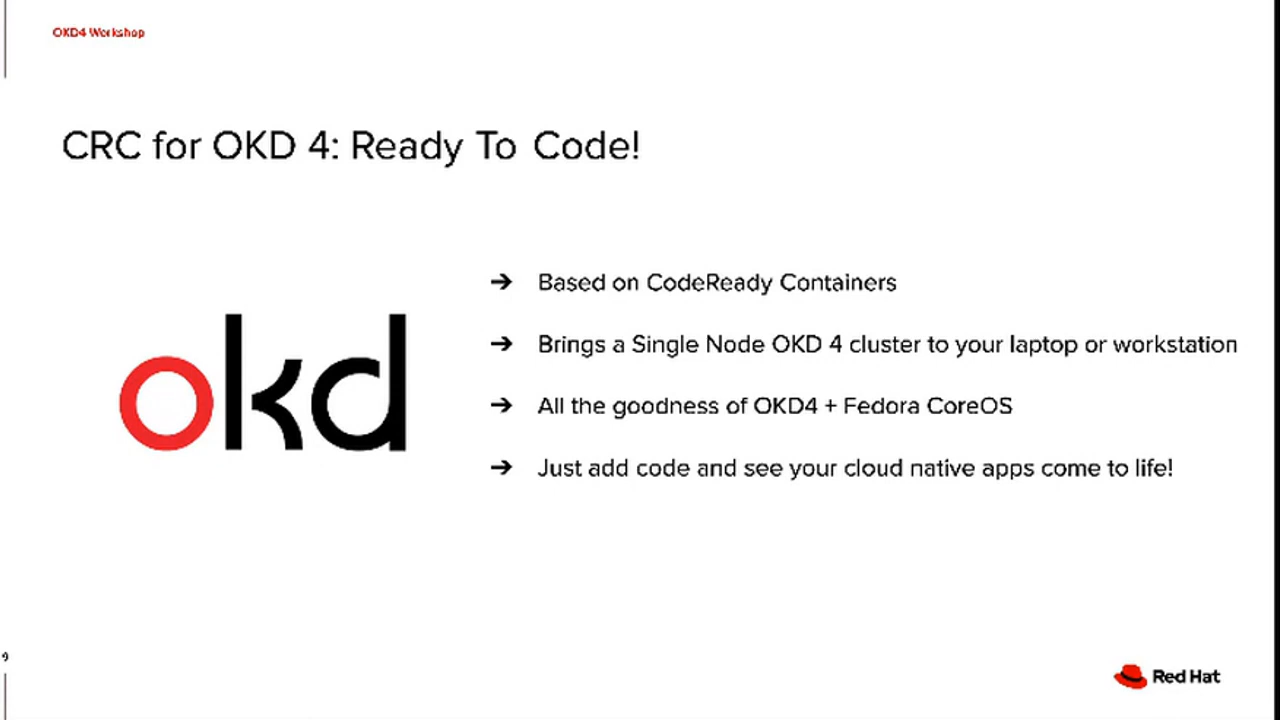 OKD4 Workshop
CRC for OKD 4: Ready To Code!
okd
➔ Based on CodeReady Containers
➔ Brings a Single Node OKD 4 cluster to your laptop or workstation
➔ All the goodness of OKD4 + Fedora CoreOS
➔ Just add code and see your cloud native apps come to life!
9
Red Hat